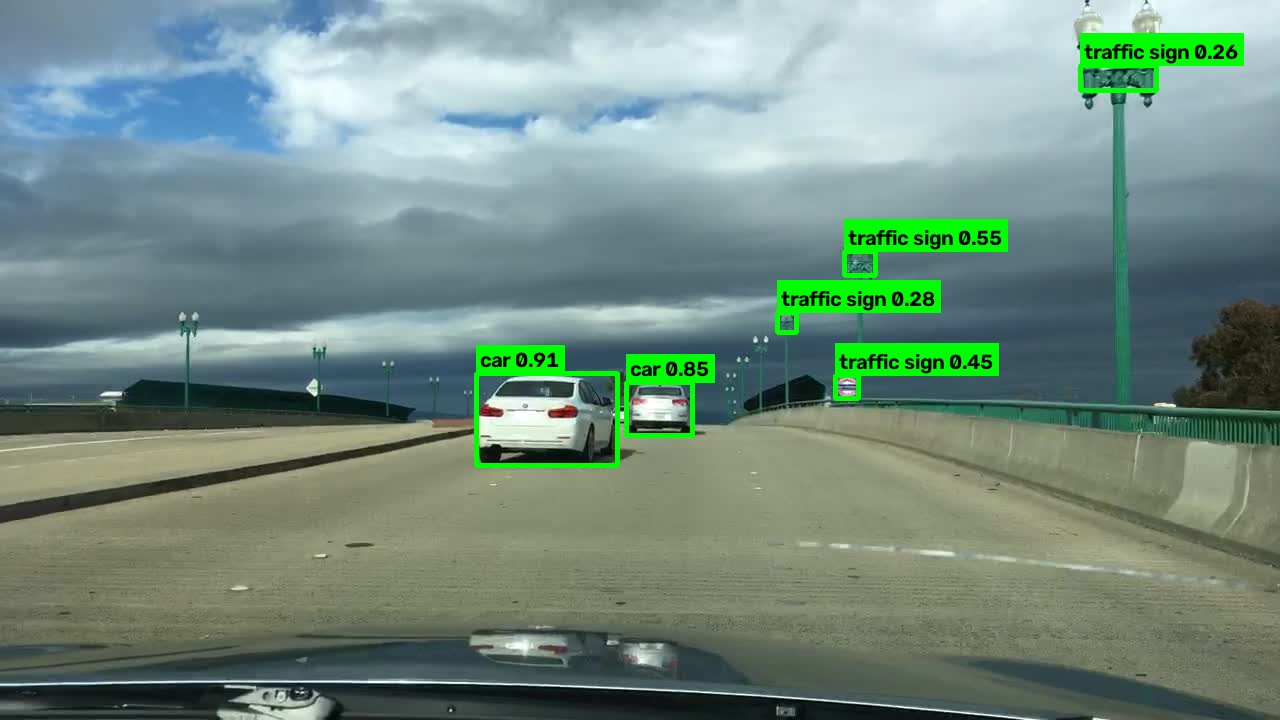 traffic sign 0.26
traffic sign 0.55
traffic sign 0.28
car 0.91
car 0.85
traffic sign 0.45